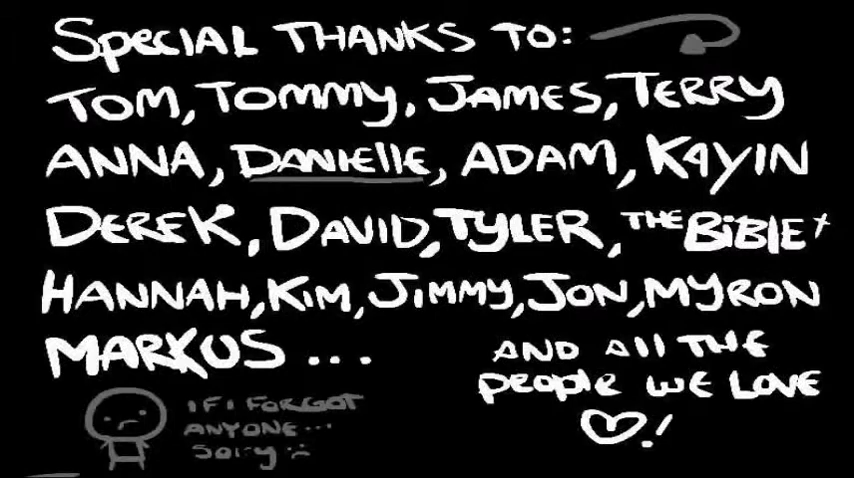 Special THANKS TO:
TOM, TOMMY, JAMES, TERRY
ANNA, DANIElle, ADAM, KAYIN
DEREK, DAVID, TYLER, THE BiBLE+
HANNAH, KiM, JiMMY, JON, MYRON
MARKUS ...
AND All THE
people WE LOVE
♡!
IF I FORGOT
ANYONE...
Sorry :(